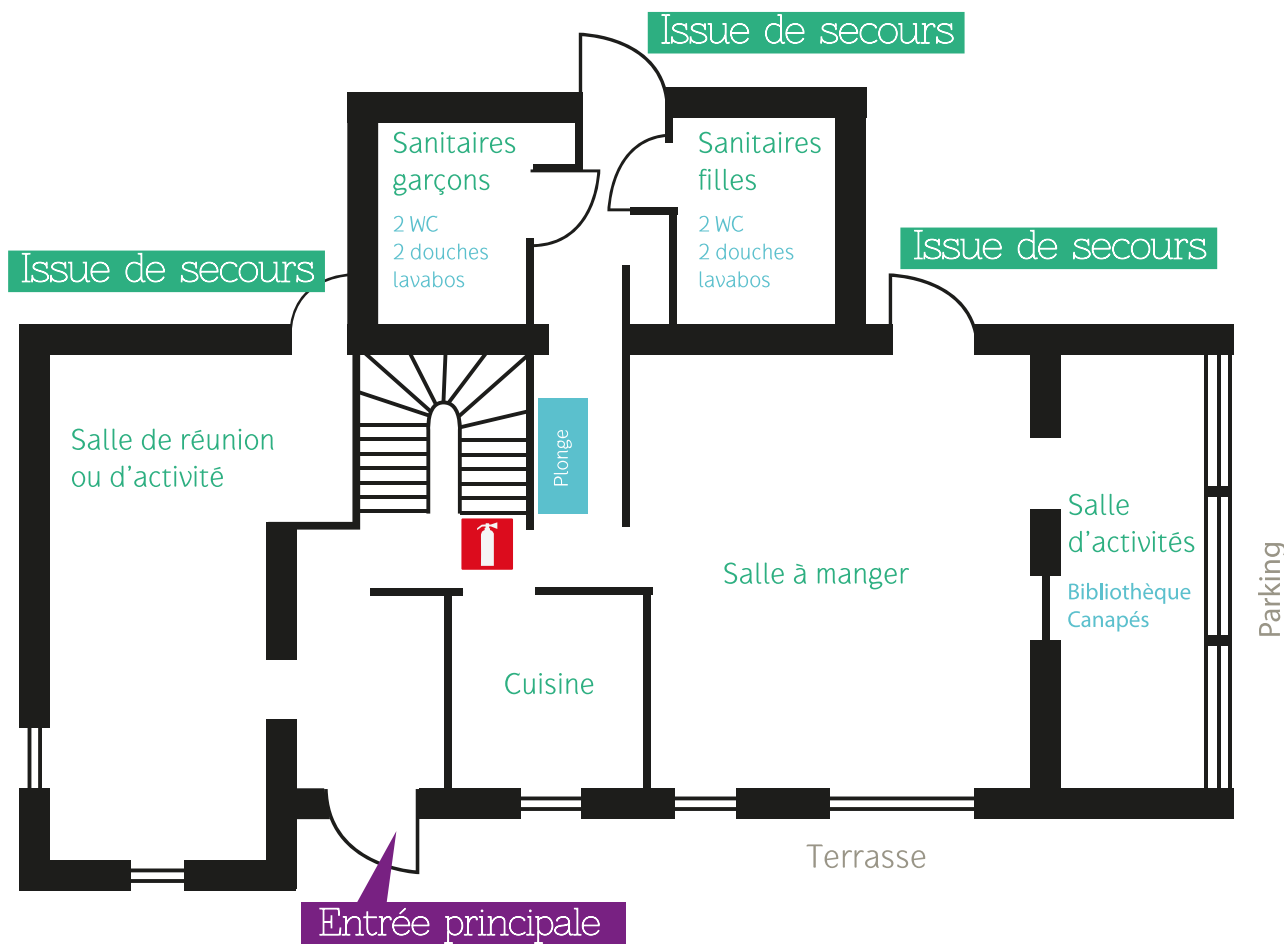 Issue de secours
Sanitaires
garçons
2 WC
2 douches
lavabos
Sanitaires
filles
2 WC
2 douches
lavabos
Issue de secours
Issue de secours
Salle de réunion
ou d'activité
Plonge
Salle à manger
Salle
d'activités
Bibliothèque
Canapés
Parking
Cuisine
Terrasse
Entrée principale